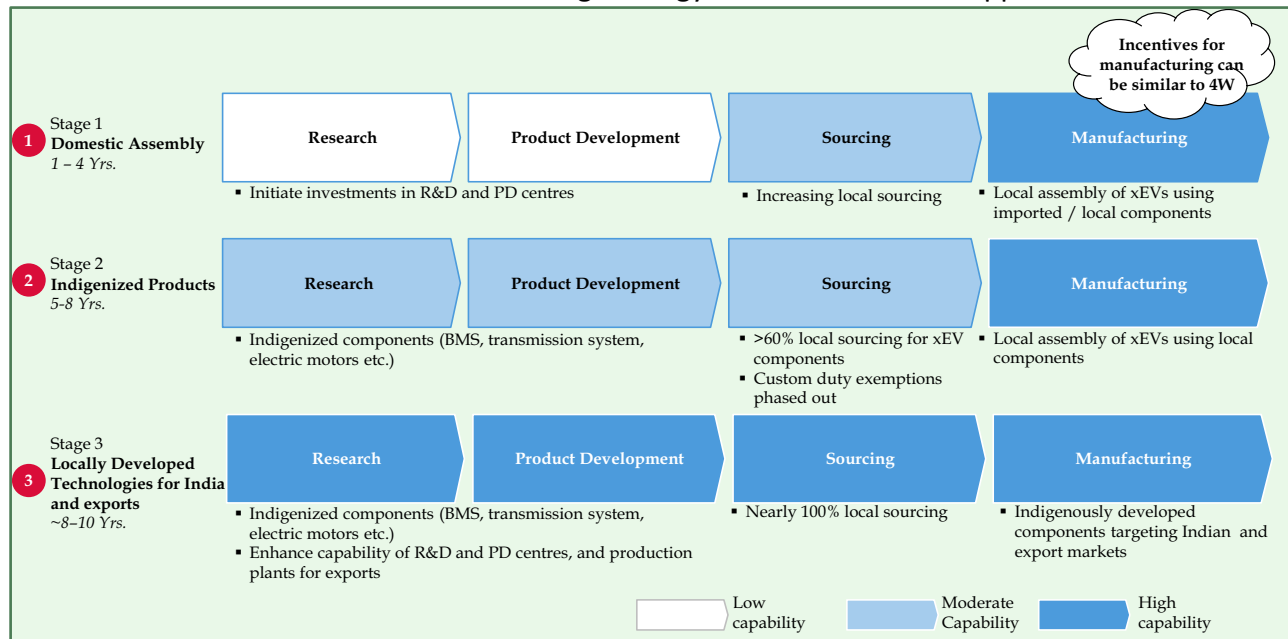 Incentives for
manufacturing can
be similar to 4W
1
Stage 1
Domestic Assembly
1 – 4 Yrs.
Research
Product Development
Sourcing
Manufacturing
▪ Initiate investments in R&D and PD centres
▪ Increasing local sourcing
▪ Local assembly of xEVs using
imported / local components
2
Stage 2
Indigenized Products
5-8 Yrs.
Research
Product Development
Sourcing
Manufacturing
▪ Indigenized components (BMS, transmission system,
electric motors etc.)
▪ >60% local sourcing for xEV
components
▪ Custom duty exemptions
phased out
▪ Local assembly of xEVs using local
components
3
Stage 3
Locally Developed
Technologies for India
and exports
~8–10 Yrs.
Research
Product Development
Sourcing
Manufacturing
▪ Indigenized components (BMS, transmission system,
electric motors etc.)
▪ Enhance capability of R&D and PD centres, and production
plants for exports
▪ Nearly 100% local sourcing
▪ Indigenously developed
components targeting Indian and
export markets
Low
capability
Moderate
Capability
High
capability